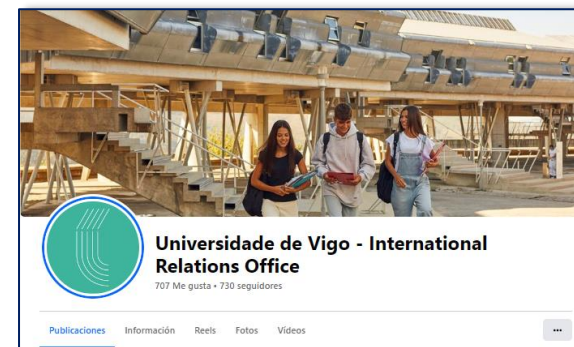 Universidade de Vigo - International
Relations Office
707 Me gusta • 730 seguidores
Publicaciones Información Reels Fotos Vídeos
...